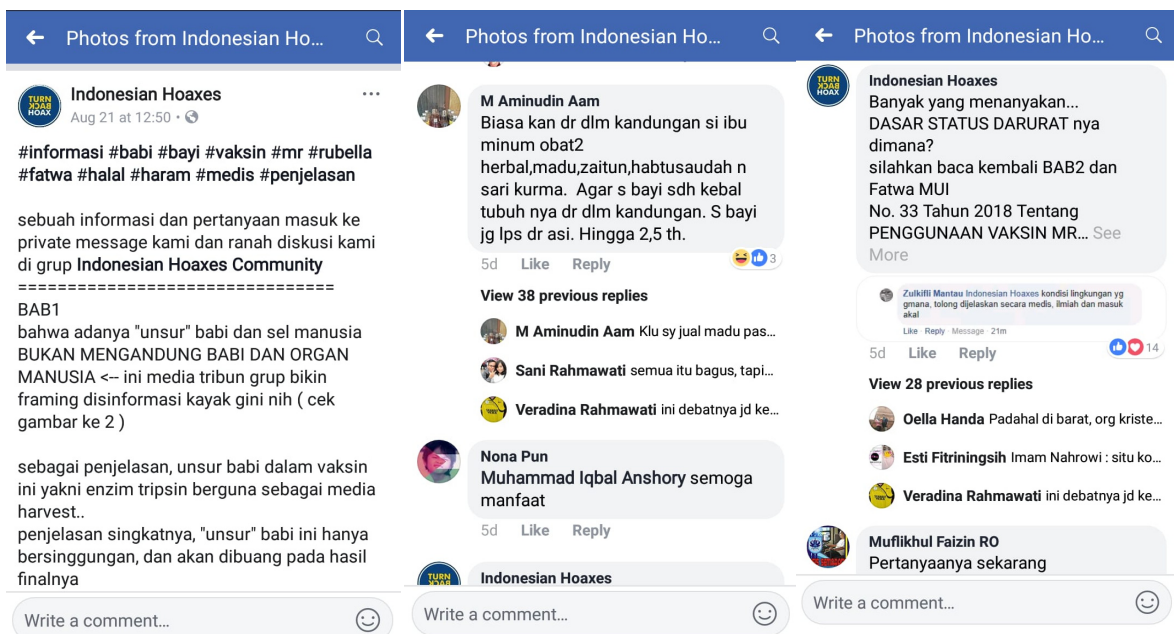 Photos from Indonesian Ho...
TURN
BACK
HOAX
Indonesian Hoaxes
Aug 21 at 12:50
#informasi #babi #bayi #vaksin #mr #rubella
#fatwa #halal #haram #medis #penjelasan
sebuah informasi dan pertanyaan masuk ke
private message kami dan ranah diskusi kami
di grup Indonesian Hoaxes Community
================================
BAB1
bahwa adanya "unsur" babi dan sel manusia
BUKAN MENGANDUNG BABI DAN ORGAN
MANUSIA <-- ini media tribun grup bikin
framing disinformasi kayak gini nih ( cek
gambar ke 2 )
sebagai penjelasan, unsur babi dalam vaksin
ini yakni enzim tripsin berguna sebagai media
harvest..
penjelasan singkatnya, "unsur" babi ini hanya
bersinggungan, dan akan dibuang pada hasil
finalnya
Write a comment...
Photos from Indonesian Ho...
M Aminudin Aam
Biasa kan dr dlm kandungan si ibu
minum obat2
herbal,madu,zaitun,habtusaudah n
sari kurma. Agar s bayi sdh kebal
tubuh nya dr dlm kandungan. S bayi
jg lps dr asi. Hingga 2,5 th.
5d Like Reply 3
View 38 previous replies
M Aminudin Aam Klu sy jual madu pas...
Sani Rahmawati semua itu bagus, tapi...
Veradina Rahmawati ini debatnya jd ke...
Nona Pun
Muhammad Iqbal Anshory semoga
manfaat
5d Like Reply
TURN
Indonesian Hoaxes
Write a comment...
Photos from Indonesian Ho...
TURN
BACK
HOAX
Indonesian Hoaxes
Banyak yang menanyakan...
DASAR STATUS DARURAT nya
dimana?
silahkan baca kembali BAB2 dan
Fatwa MUI
No. 33 Tahun 2018 Tentang
PENGGUNAAN VAKSIN MR... See
More
Zulkifli Mantau Indonesian Hoaxes kondisi lingkungan yg
gmana, tolong dijelaskan secara medis, ilmiah dan masuk
akal
Like · Reply · Message · 21m
5d Like Reply 14
View 28 previous replies
Oella Handa Padahal di barat, org kriste...
Esti Fitriningsih Imam Nahrowi : situ ko...
Veradina Rahmawati ini debatnya jd ke...
Muflikhul Faizin RO
Pertanyaanya sekarang
Write a comment...